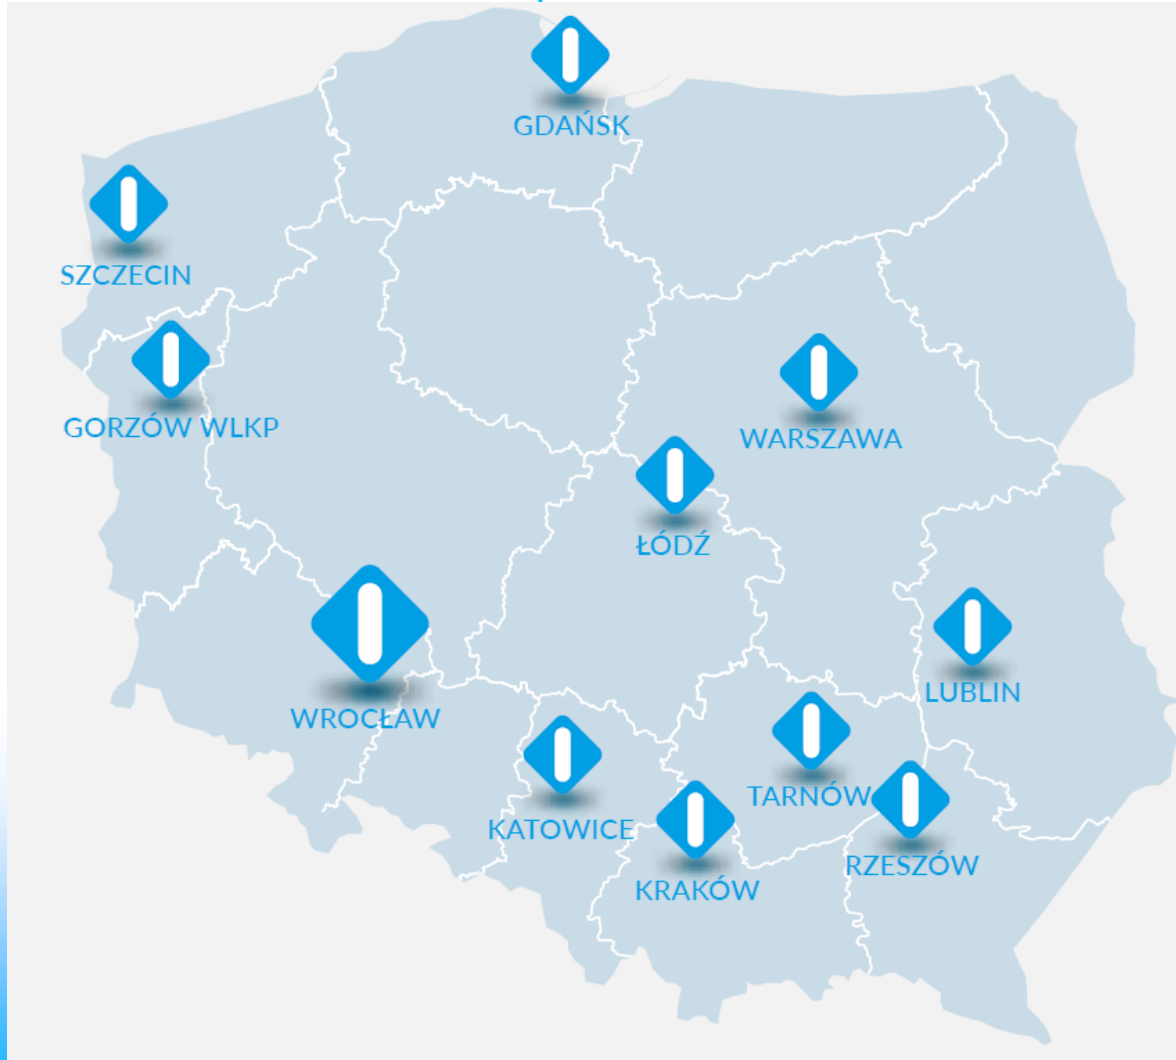 GDAŃSK
SZCZECIN
GORZÓW WLKP
WARSZAWA
ŁÓDŹ
LUBLIN
WROCŁAW
TARNÓW
KATOWICE
RZESZÓW
KRAKÓW